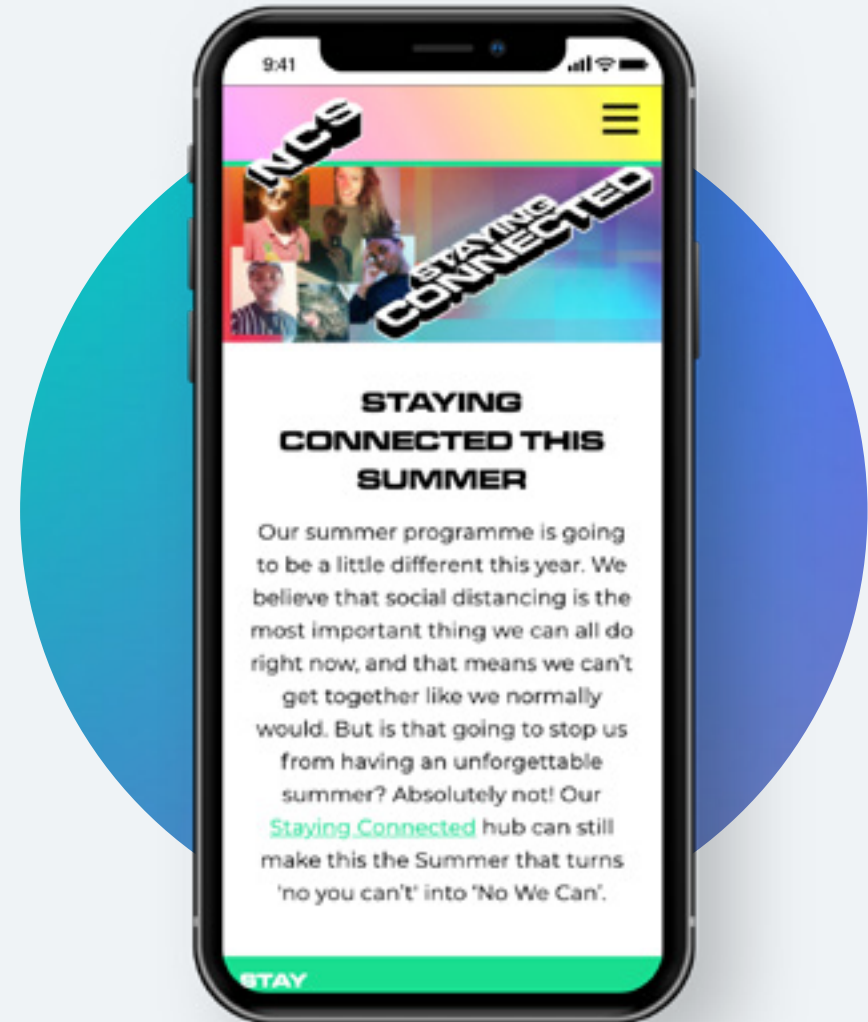 9:41
NCS
STAYING
CONNECTED
STAYING
CONNECTED THIS
SUMMER
Our summer programme is going
to be a little different this year. We
believe that social distancing is the
most important thing we can all do
right now, and that means we can't
get together like we normally
would. But is that going to stop us
from having an unforgettable
summer? Absolutely not! Our
Staying Connected hub can still
make this the Summer that turns
'no you can't' into 'No We Can'.
STAY